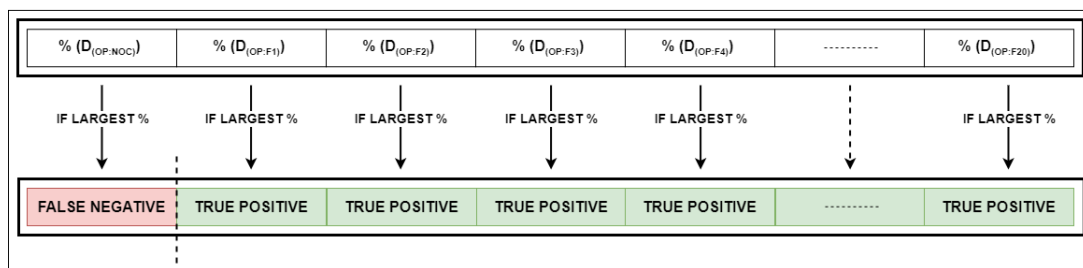 % (D(OP:NOC)) % (D(OP:F1)) % (D(OP:F2)) % (D(OP:F3)) % (D(OP:F4)) ---------- % (D(OP:F20))
IF LARGEST % IF LARGEST % IF LARGEST % IF LARGEST % IF LARGEST % IF LARGEST %
FALSE NEGATIVE TRUE POSITIVE TRUE POSITIVE TRUE POSITIVE TRUE POSITIVE ---------- TRUE POSITIVE